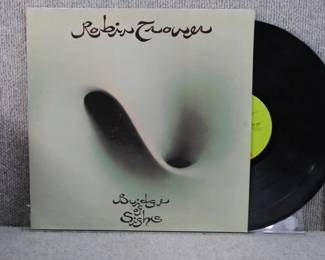 Robin Trower
Bridge
of
Sighs